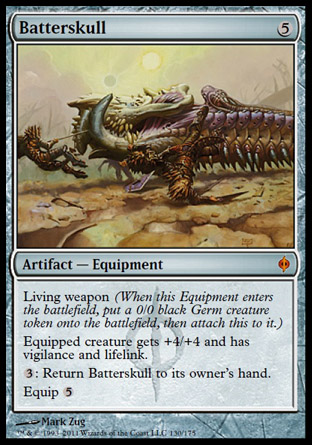 Batterskull 5
Artifact — Equipment
Living weapon (When this Equipment enters
the battlefield, put a 0/0 black Germ creature
token onto the battlefield, then attach this to it.)
Equipped creature gets +4/+4 and has
vigilance and lifelink.
3: Return Batterskull to its owner's hand.
Equip 5
Mark Zug
™ & © 1993–2011 Wizards of the Coast LLC 130/175